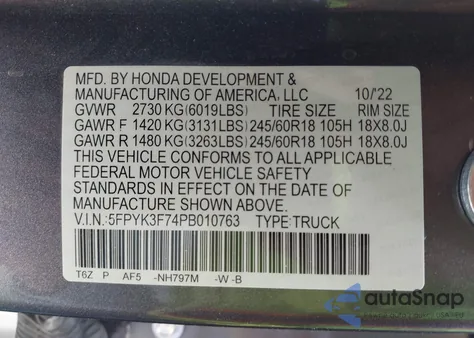 MFD. BY HONDA DEVELOPMENT &
MANUFACTURING OF AMERICA, LLC 10/'22
GVWR 2730 KG(6019LBS) TIRE SIZE RIM SIZE
GAWR F 1420 KG(3131LBS) 245/60R18 105H 18X8.0J
GAWR R 1480 KG(3263LBS) 245/60R18 105H 18X8.0J
THIS VEHICLE CONFORMS TO ALL APPLICABLE
FEDERAL MOTOR VEHICLE SAFETY
STANDARDS IN EFFECT ON THE DATE OF
MANUFACTURE SHOWN ABOVE.
V.I.N.:5FPYK3F74PB010763 TYPE:TRUCK
T6Z P AF5 -NH797M -W -B
autoSnap